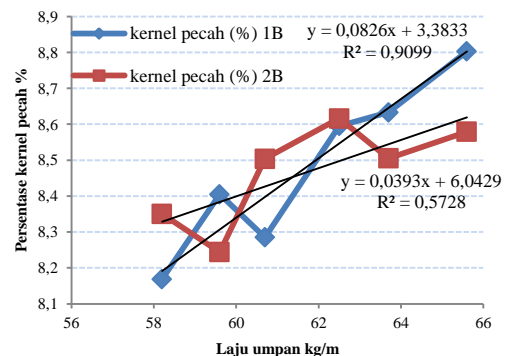 8,9
8,8
8,7
8,6
8,5
8,4
8,3
8,2
8,1
Persentase kernel pecah %
kernel pecah (%) 1B
kernel pecah (%) 2B
y = 0,0826x + 3,3833
R² = 0,9099
y = 0,0393x + 6,0429
R² = 0,5728
56 58 60 62 64 66
Laju umpan kg/m